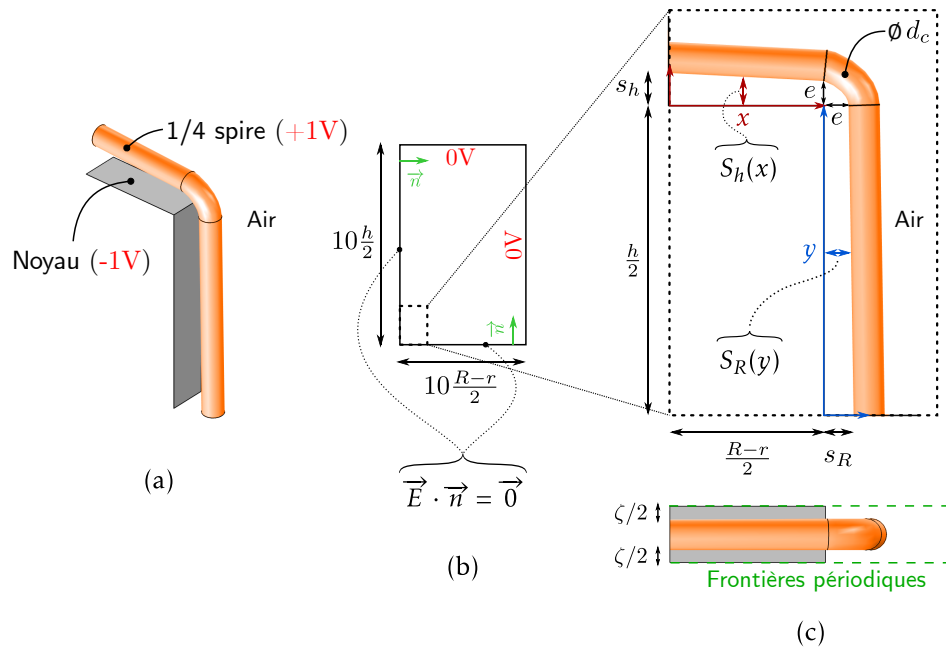 1/4 spire (+1V)
Noyau (-1V)
Air
(a)
0V
n
0V
n
10 h/2
10 R−r/2
E · n = 0
(b)
Ø d_c
s_h
e
e
x
S_h(x)
h/2
y
Air
S_R(y)
R−r/2
s_R
ζ/2
ζ/2
Frontières périodiques
(c)